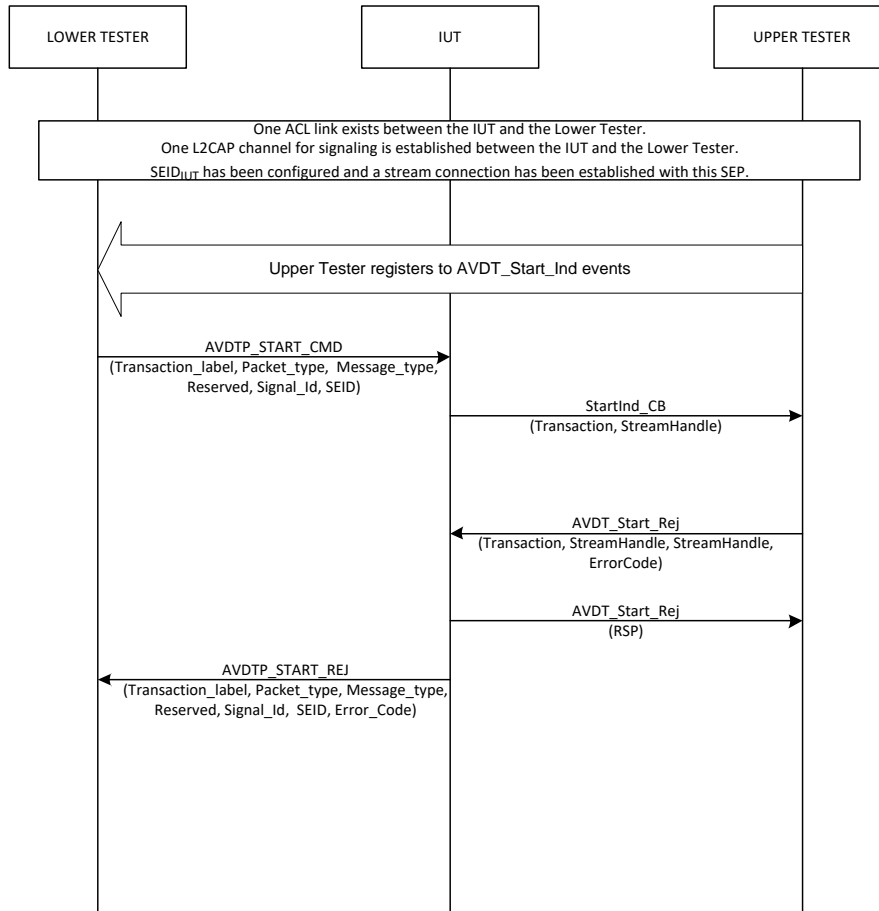 LOWER TESTER
IUT
UPPER TESTER
One ACL link exists between the IUT and the Lower Tester.
One L2CAP channel for signaling is established between the IUT and the Lower Tester.
SEIDIUT has been configured and a stream connection has been established with this SEP.
Upper Tester registers to AVDT_Start_Ind events
AVDTP_START_CMD
(Transaction_label, Packet_type, Message_type,
Reserved, Signal_Id, SEID)
StartInd_CB
(Transaction, StreamHandle)
AVDT_Start_Rej
(Transaction, StreamHandle, StreamHandle,
ErrorCode)
AVDT_Start_Rej
(RSP)
AVDTP_START_REJ
(Transaction_label, Packet_type, Message_type,
Reserved, Signal_Id, SEID, Error_Code)